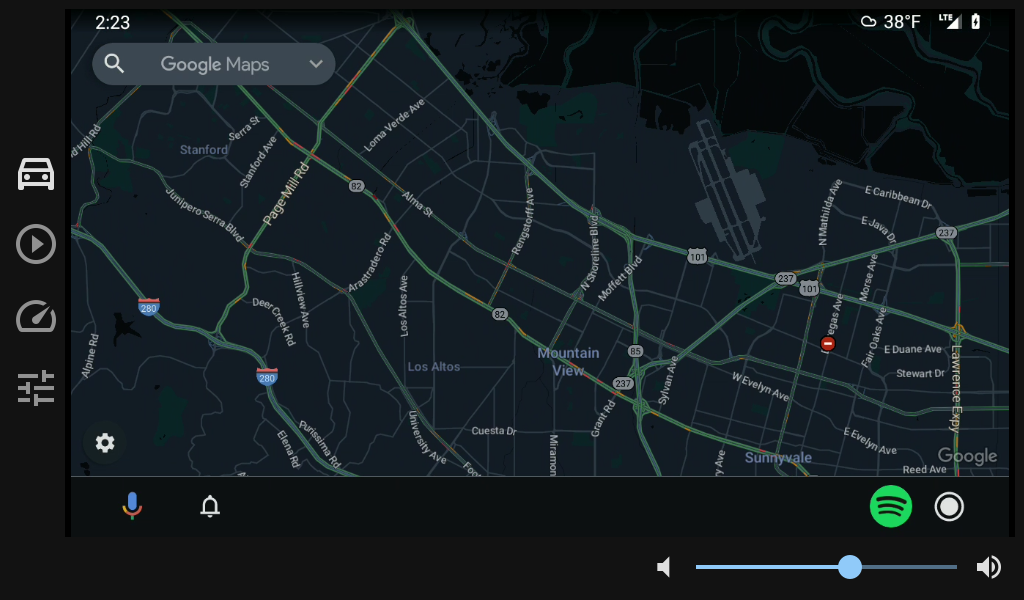 2:23
38°F
LTE
Google Maps
Loma Verde Ave
Serra St
Stanford
Stanford Ave
Page Mill Rd
82
Alma St
Junipero Serra Blvd
Rengstorff Ave
N Shoreline Blvd
Moffett Blvd
101
N Mathilda Ave
E Caribbean Dr
E Java Dr
237
237
101
Morse Ave
Arastradero Rd
Hillview Ave
Los Altos Ave
280
Deer Creek Rd
82
Fair Oaks Ave
Alpine Rd
Mountain
View
85
E Duane Ave
Los Altos
280
237
Sylvan Ave
W Evelyn Ave
Stewart Dr
Lawrence Expy
Grant Rd
Purissima Rd
Elena Rd
University Ave
Cuesta Dr
Miramon
E Evelyn Ave
Sunnyvale
Reed Ave
Google